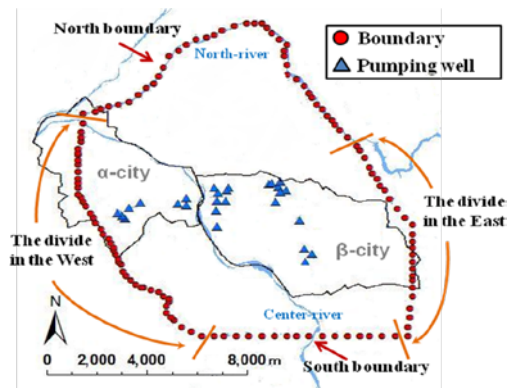 North boundary
North-river
Boundary
Pumping well
α-city
The divide
in the East
The divide
in the West
β-city
N
Center-river
0
2,000
4,000
8,000 m
South boundary